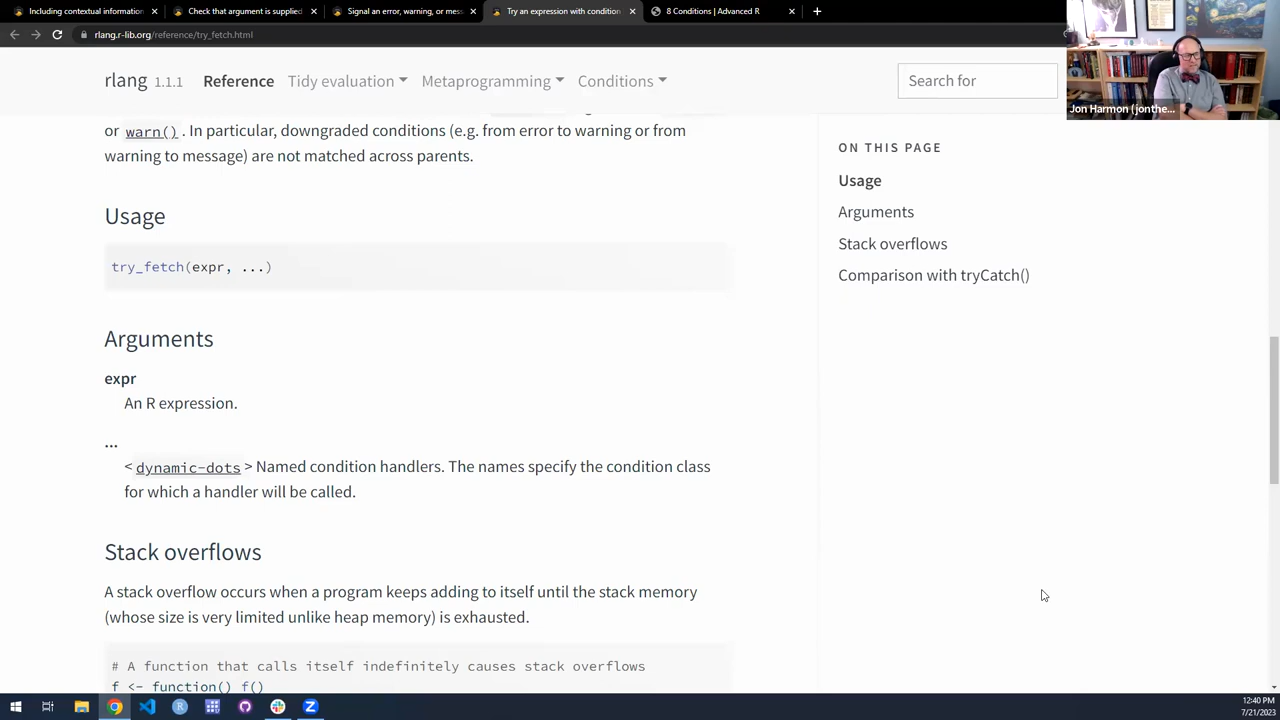 Including contextual information
Check that argument is supplied
Signal an error, warning, or mes
Try an expression with condition
8 Conditions | Advanced R
rlang.r-lib.org/reference/try_fetch.html
rlang 1.1.1 Reference Tidy evaluation Metaprogramming Conditions
Search for
Jon Harmon (jonthe...
or warn(). In particular, downgraded conditions (e.g. from error to warning or from
warning to message) are not matched across parents.
Usage
try_fetch(expr, ...)
Arguments
expr
An R expression.
...
<dynamic-dots> Named condition handlers. The names specify the condition class
for which a handler will be called.
Stack overflows
A stack overflow occurs when a program keeps adding to itself until the stack memory
(whose size is very limited unlike heap memory) is exhausted.
# A function that calls itself indefinitely causes stack overflows
f <- function() f()
ON THIS PAGE
Usage
Arguments
Stack overflows
Comparison with tryCatch()
12:40 PM
7/21/2023